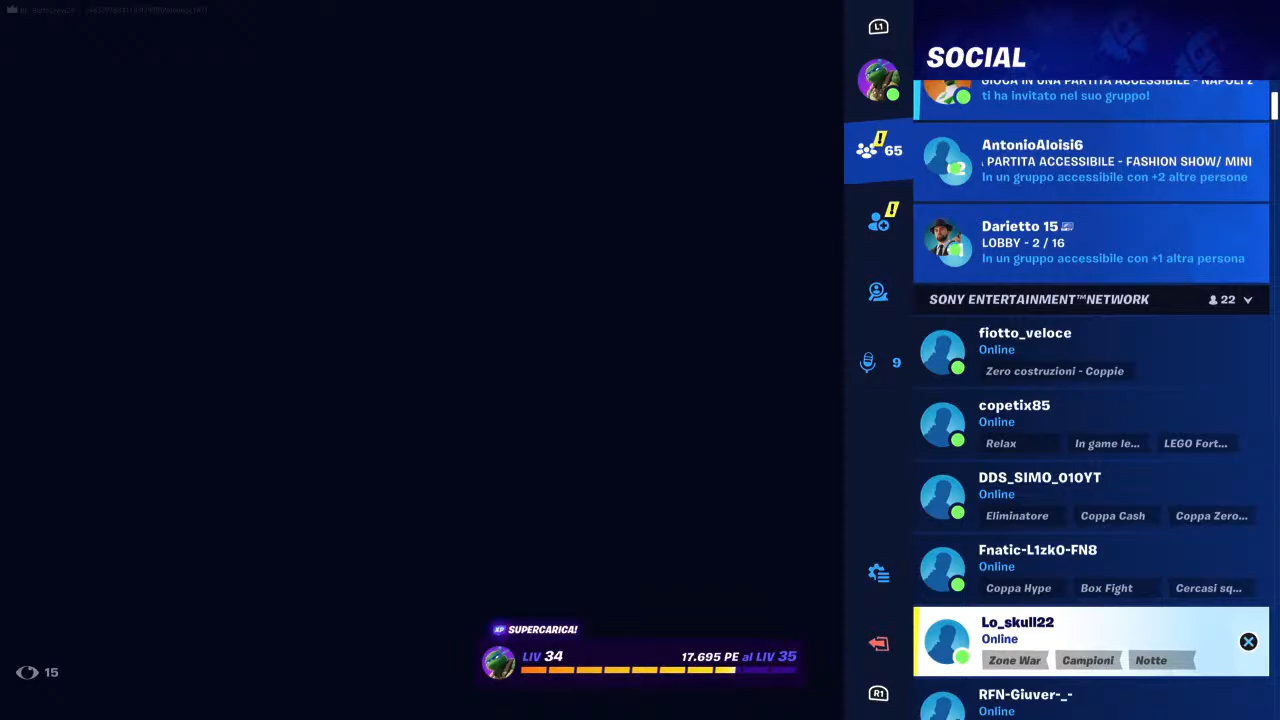 L1
SOCIAL
GIOCA IN UNA PARTITA ACCESSIBILE - NAPOLI 2
ti ha invitato nel suo gruppo!
65
AntonioAloisi6
PARTITA ACCESSIBILE - FASHION SHOW/ MINI
In un gruppo accessibile con +2 altre persone
Darietto 15
LOBBY - 2 / 16
In un gruppo accessibile con +1 altra persona
SONY ENTERTAINMENT™NETWORK 22
fiotto_veloce
Online
Zero costruzioni - Coppie
9
copetix85
Online
Relax In game le... LEGO Fort...
DDS_SIMO_010YT
Online
Eliminatore Coppa Cash Coppa Zero...
Fnatic-L1zk0-FN8
Online
Coppa Hype Box Fight Cercasi sq...
Lo_skull22
Online
Zone War Campioni Notte
RFN-Giuver-_-
Online
R1
XP SUPERCARICA!
LIV 34 17.695 PE al LIV 35
15